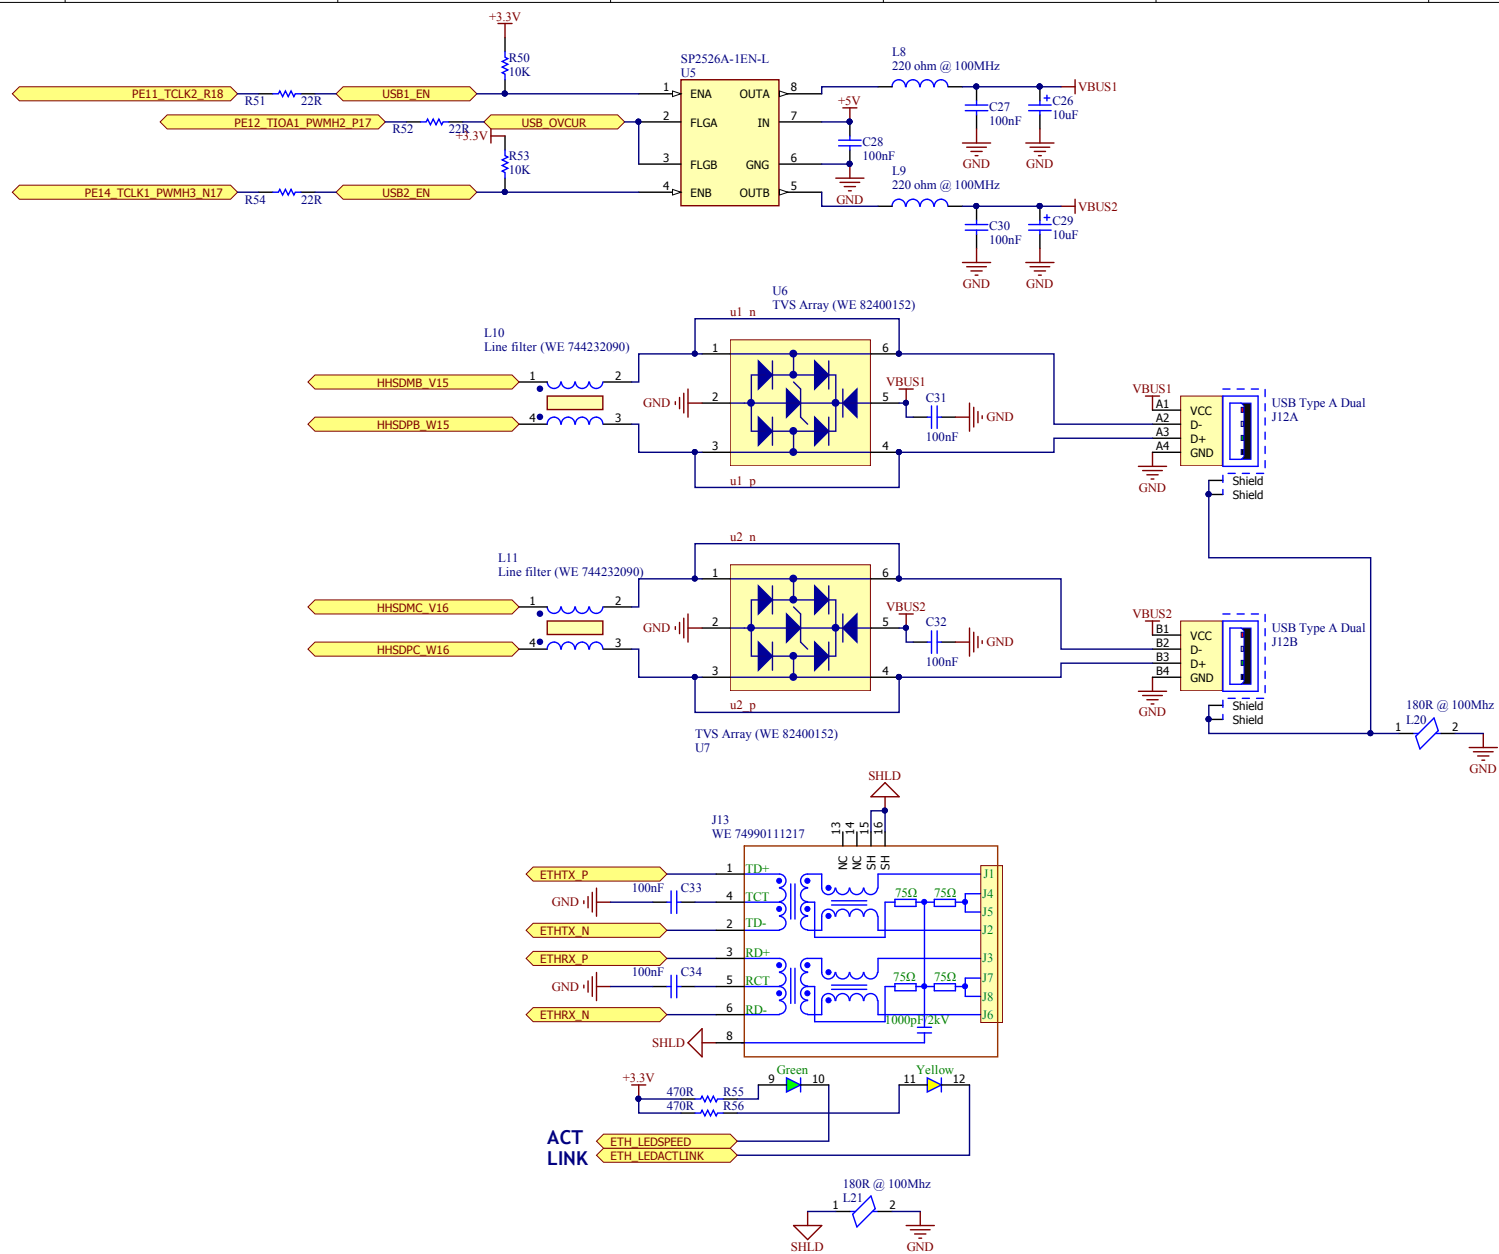 +3.3V
R50
10K
SP2526A-1EN-L
U5
L8
220 ohm @ 100MHz
PE11_TCLK2_R18
R51
22R
USB1_EN
1
ENA
OUTA
8
VBUS1
+5V
C27
100nF
C26
10uF
+
PE12_TIOA1_PWMH2_P17
R52
22R
USB_OVCUR
2
FLGA
IN
7
+3.3V
C28
100nF
GND
GND
R53
10K
3
FLGB
GNG
6
L9
220 ohm @ 100MHz
PE14_TCLK1_PWMH3_N17
R54
22R
USB2_EN
4
ENB
OUTB
5
GND
VBUS2
C30
100nF
C29
10uF
+
GND
GND
U6
TVS Array (WE 82400152)
u1_n
L10
Line filter (WE 744232090)
1
6
HHSDMB_V15
1
2
VBUS1
VBUS1
USB Type A Dual
J12A
GND
2
5
C31
100nF
GND
A1
VCC
A2
D-
A3
D+
A4
GND
HHSDPB_W15
4
3
3
4
u1_p
GND
Shield
Shield
u2_n
L11
Line filter (WE 744232090)
1
6
HHSDMC_V16
1
2
VBUS2
VBUS2
USB Type A Dual
J12B
GND
2
5
C32
100nF
GND
B1
VCC
B2
D-
B3
D+
B4
GND
HHSDPC_W16
4
3
3
4
u2_p
GND
Shield
Shield
TVS Array (WE 82400152)
U7
180R @ 100Mhz
L20
1
2
GND
SHLD
J13
WE 74990111217
13
14
15
16
NC
NC
SH
SH
ETHTX_P
1
TD+
J1
100nF
C33
GND
4
TCT
75Ω
75Ω
J4
J5
ETHTX_N
2
TD-
J2
ETHRX_P
3
RD+
J3
100nF
C34
GND
5
RCT
75Ω
75Ω
J7
J8
ETHRX_N
6
RD-
1000pF/2kV
J6
SHLD
8
+3.3V
Green
Yellow
9
10
11
12
470R
R55
470R
R56
ACT
ETH_LEDSPEED
LINK
ETH_LEDACTLINK
180R @ 100Mhz
L21
1
2
SHLD
GND